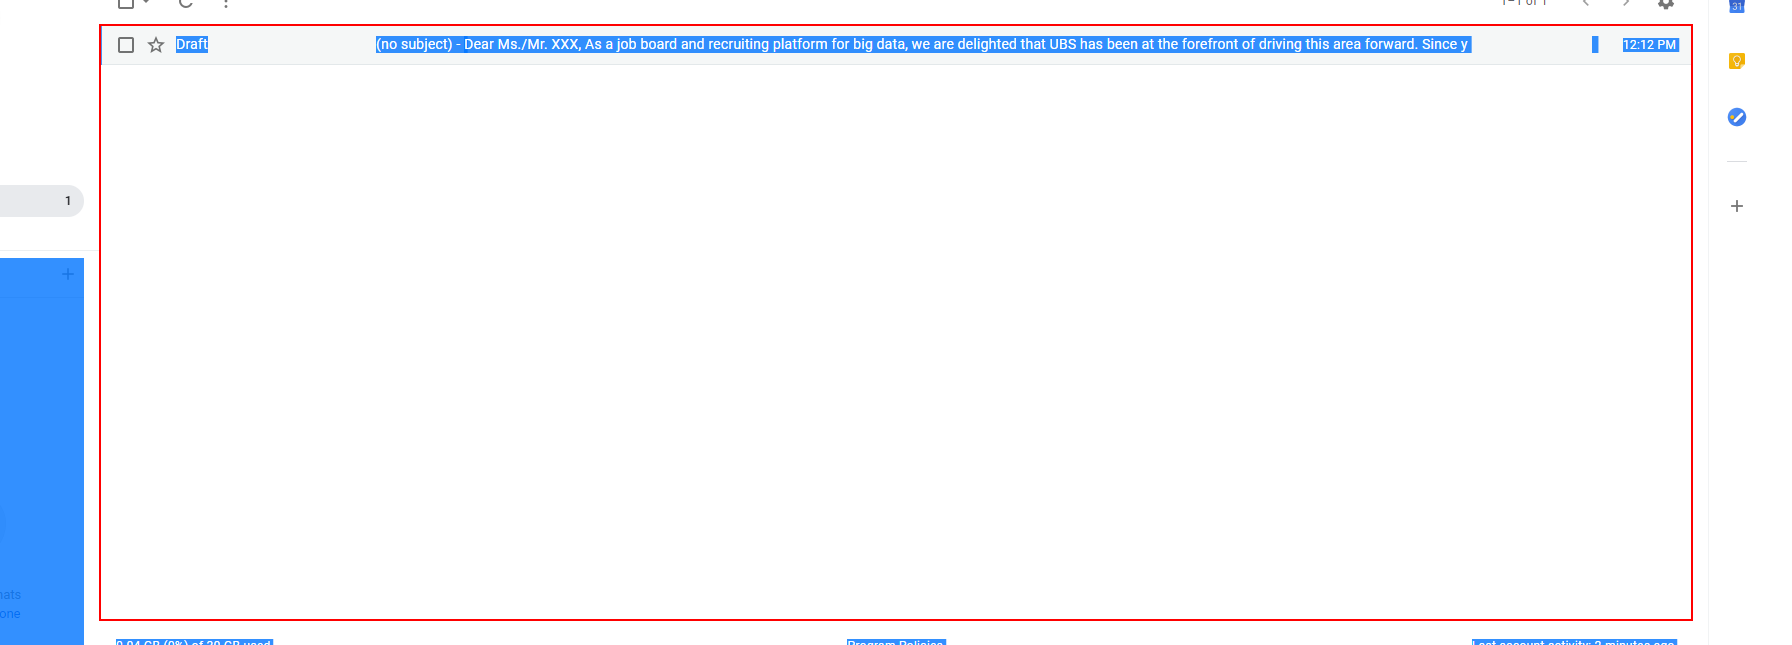 1–1 of 1
31
Draft (no subject) - Dear Ms./Mr. XXX, As a job board and recruiting platform for big data, we are delighted that UBS has been at the forefront of driving this area forward. Since y 12:12 PM
1
hats
one
0.04 GB (0%) of 30 GB used Program Policies Last account activity: 2 minutes ago